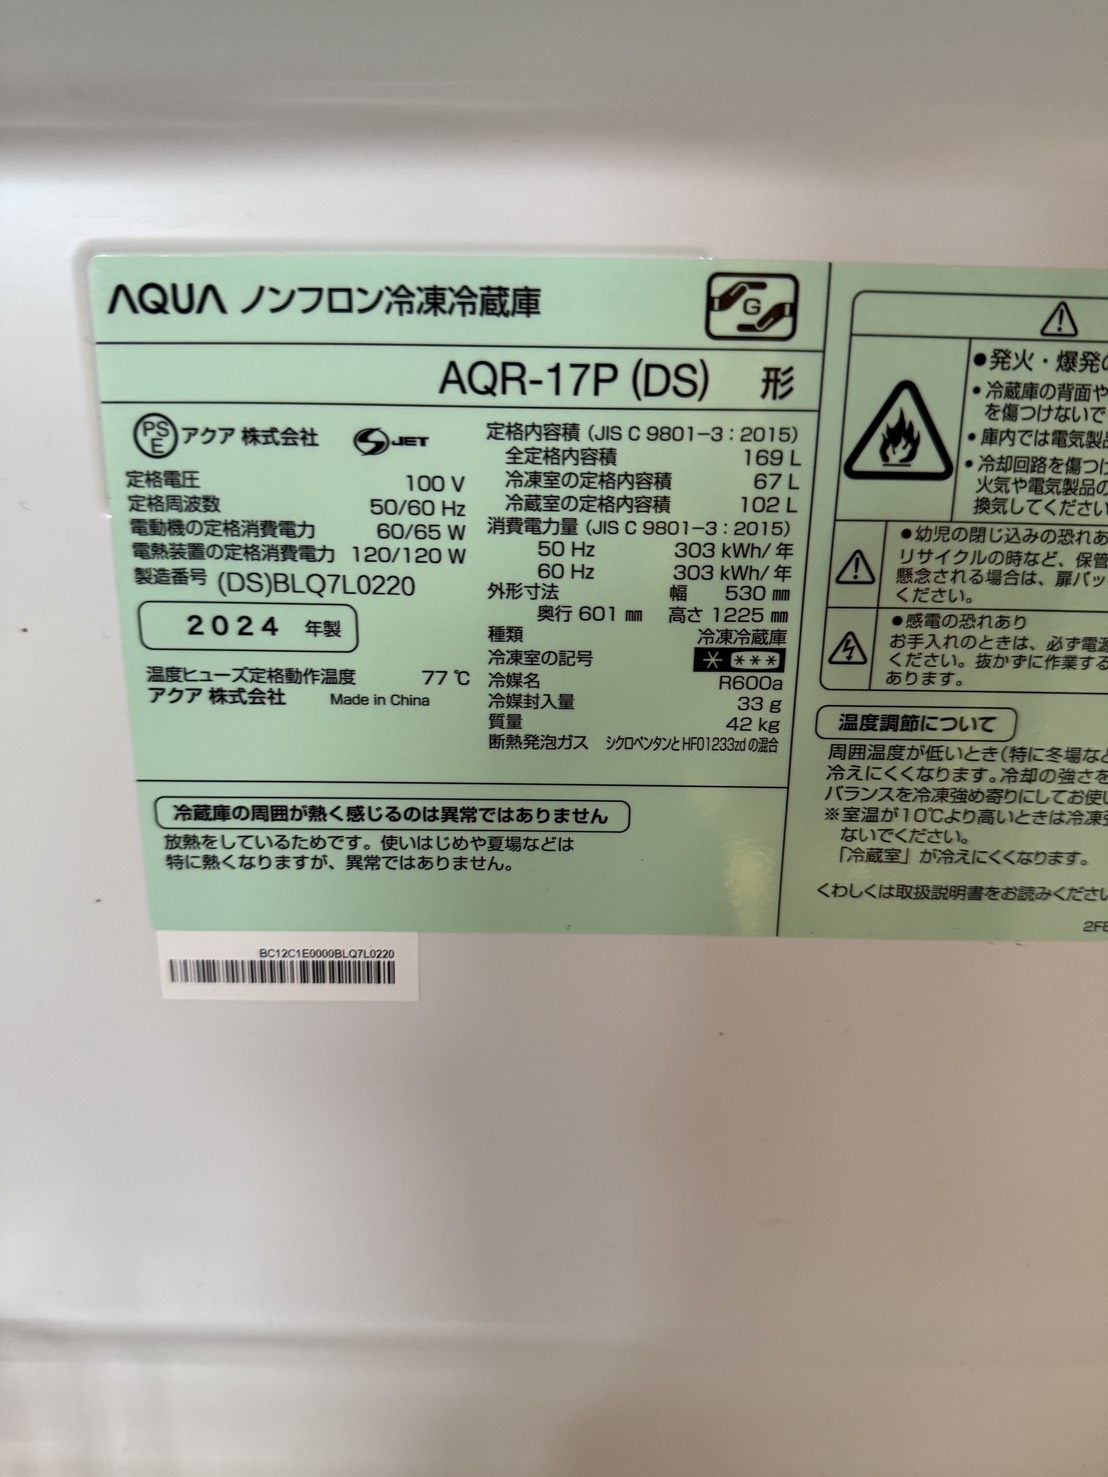 AQUA ノンフロン冷凍冷蔵庫
G
AQR-17P (DS) 形
PS E アクア 株式会社 S-JET
定格電圧 100 V
定格周波数 50/60 Hz
電動機の定格消費電力 60/65 W
電熱装置の定格消費電力 120/120 W
製造番号 (DS)BLQ7L0220
2024 年製
温度ヒューズ定格動作温度 77 ℃
アクア 株式会社 Made in China
定格内容積 (JIS C 9801-3 : 2015)
全定格内容積 169 L
冷凍室の定格内容積 67 L
冷蔵室の定格内容積 102 L
消費電力量 (JIS C 9801-3 : 2015)
50 Hz 303 kWh/年
60 Hz 303 kWh/年
外形寸法 幅 530 ㎜
奥行 601 ㎜ 高さ 1225 ㎜
種類 冷凍冷蔵庫
冷凍室の記号 * ***
冷媒名 R600a
冷媒封入量 33 g
質量 42 kg
断熱発泡ガス シクロペンタンとHFO1233zdの混合
冷蔵庫の周囲が熱く感じるのは異常ではありません
放熱をしているためです。使いはじめや夏場などは
特に熱くなりますが、異常ではありません。
BC12C1E0000BLQ7L0220
●発火・爆発の
・冷蔵庫の背面や
を傷つけないで
・庫内では電気製品
・冷却回路を傷つけ
火気や電気製品の
換気してください
●幼児の閉じ込みの恐れあ
リサイクルの時など、保管
懸念される場合は、扉パッ
ください。
●感電の恐れあり
お手入れのときは、必ず電源
ください。抜かずに作業する
あります。
温度調節について
周囲温度が低いとき(特に冬場など
冷えにくくなります。冷却の強さを
バランスを冷凍強め寄りにしてお使い
※室温が10℃より高いときは冷凍強
ないでください。
「冷蔵室」が冷えにくくなります。
くわしくは取扱説明書をお読みください
2FE